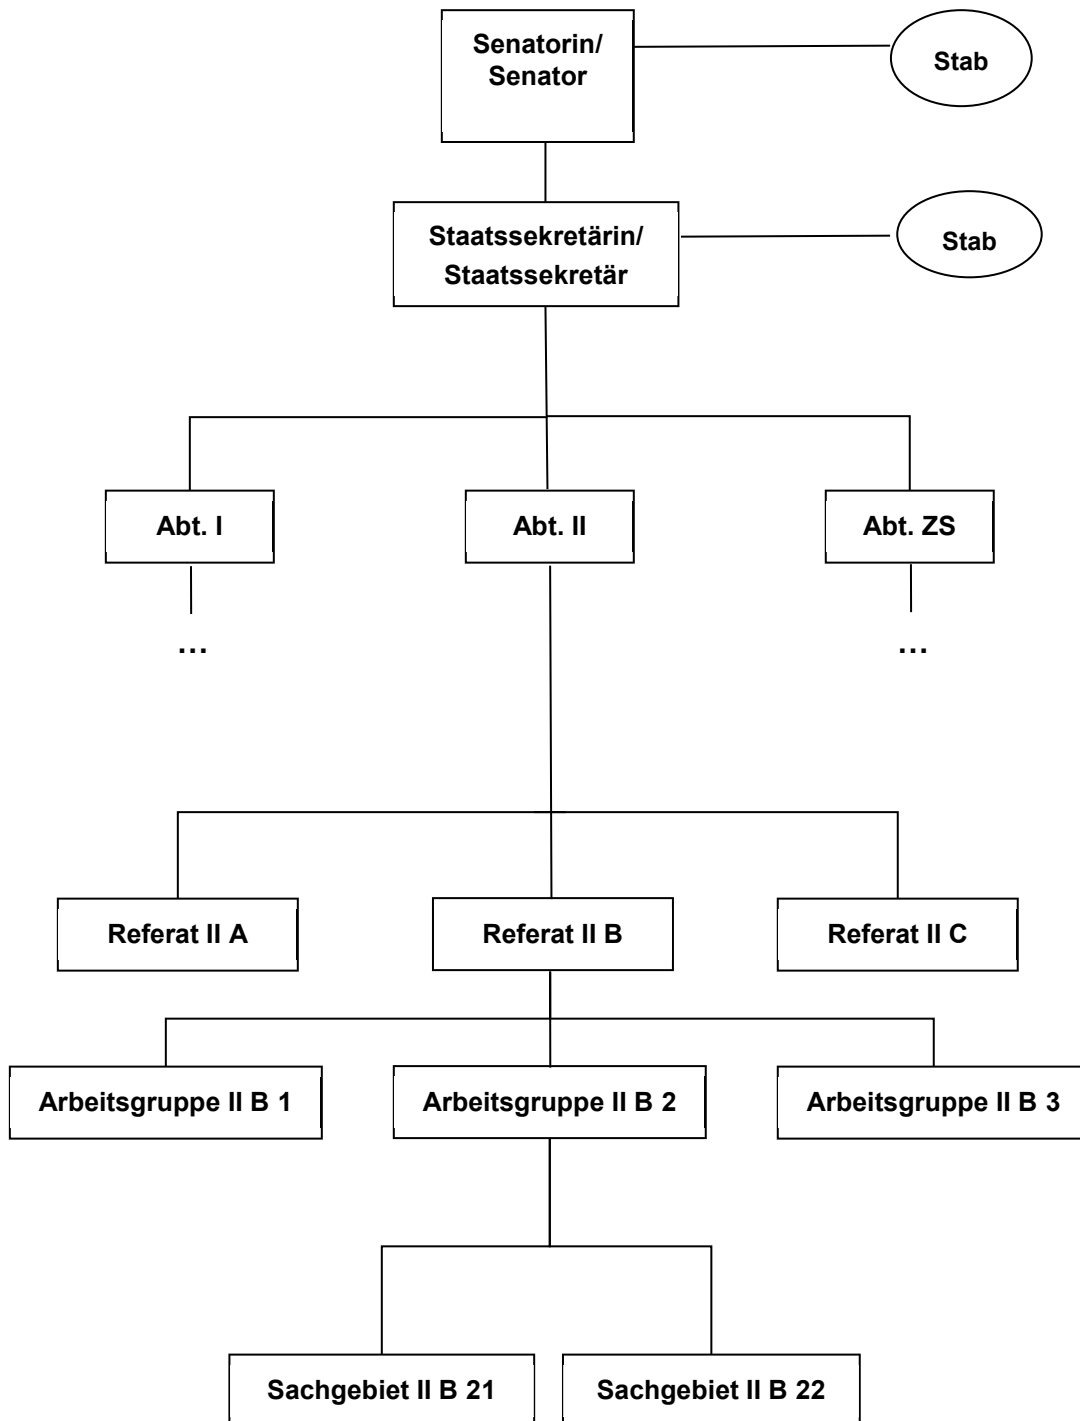 Senatorin/
Senator
Stab
Staatssekretärin/
Staatssekretär
Stab
Abt. I
Abt. II
Abt. ZS
...
...
Referat II A
Referat II B
Referat II C
Arbeitsgruppe II B 1
Arbeitsgruppe II B 2
Arbeitsgruppe II B 3
Sachgebiet II B 21
Sachgebiet II B 22